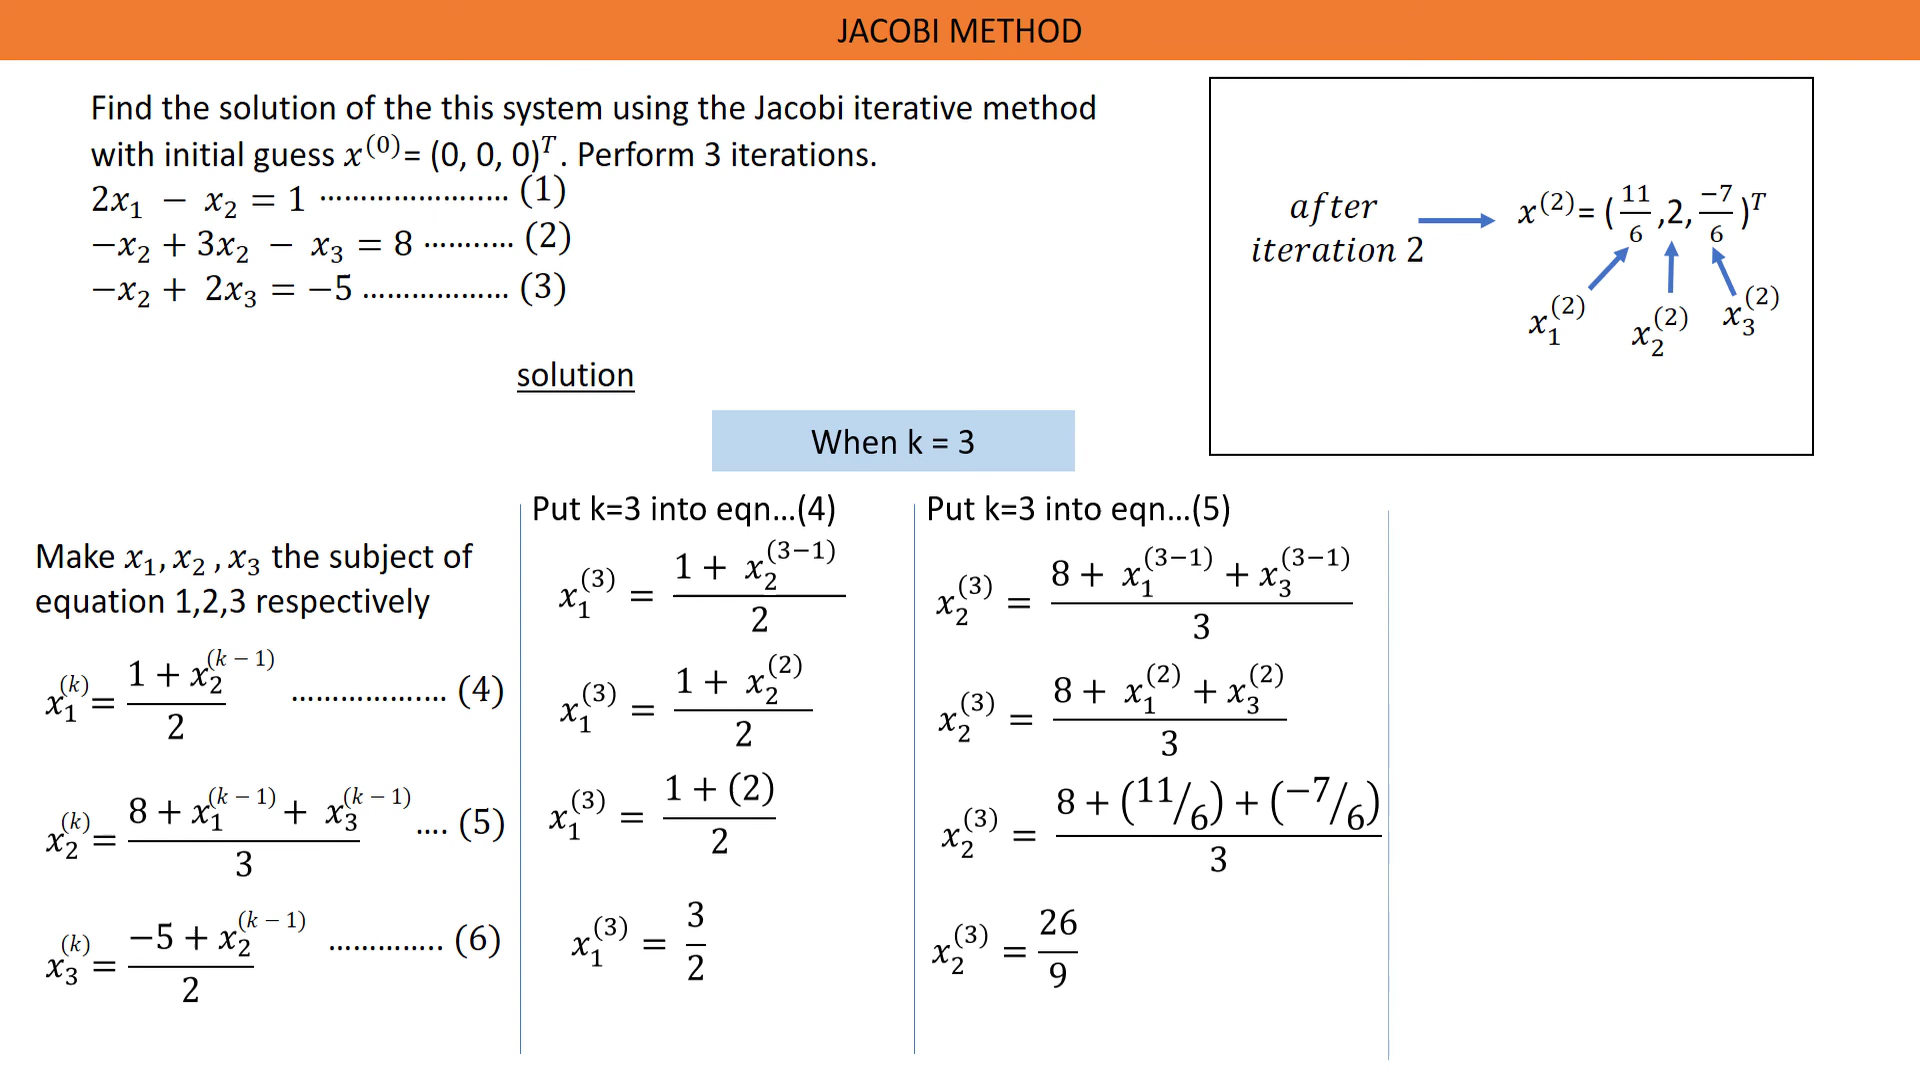 JACOBI METHOD
Find the solution of the this system using the Jacobi iterative method
with initial guess x^(0)= (0, 0, 0)^T. Perform 3 iterations.
2x₁ − x₂ = 1 ........................ (1)
−x₂ + 3x₂ − x₃ = 8 ............ (2)
−x₂ + 2x₃ = −5 .................. (3)
after
iteration 2
x^(2)= (11/6 ,2, −7/6 )^T
x₁^(2)
x₂^(2)
x₃^(2)
solution
When k = 3
Make x₁, x₂ , x₃ the subject of
equation 1,2,3 respectively
x₁^(k)= (1 + x₂^(k − 1))/2 ................... (4)
x₂^(k)= (8 + x₁^(k − 1) + x₃^(k − 1))/3 .... (5)
x₃^(k)= (−5 + x₂^(k − 1))/2 .............. (6)
Put k=3 into eqn...(4)
x₁^(3) = (1 + x₂^(3−1))/2
x₁^(3) = (1 + x₂^(2))/2
x₁^(3) = (1 + (2))/2
x₁^(3) = 3/2
Put k=3 into eqn...(5)
x₂^(3) = (8 + x₁^(3−1) + x₃^(3−1))/3
x₂^(3) = (8 + x₁^(2) + x₃^(2))/3
x₂^(3) = (8 + (11/6) + (−7/6))/3
x₂^(3) = 26/9